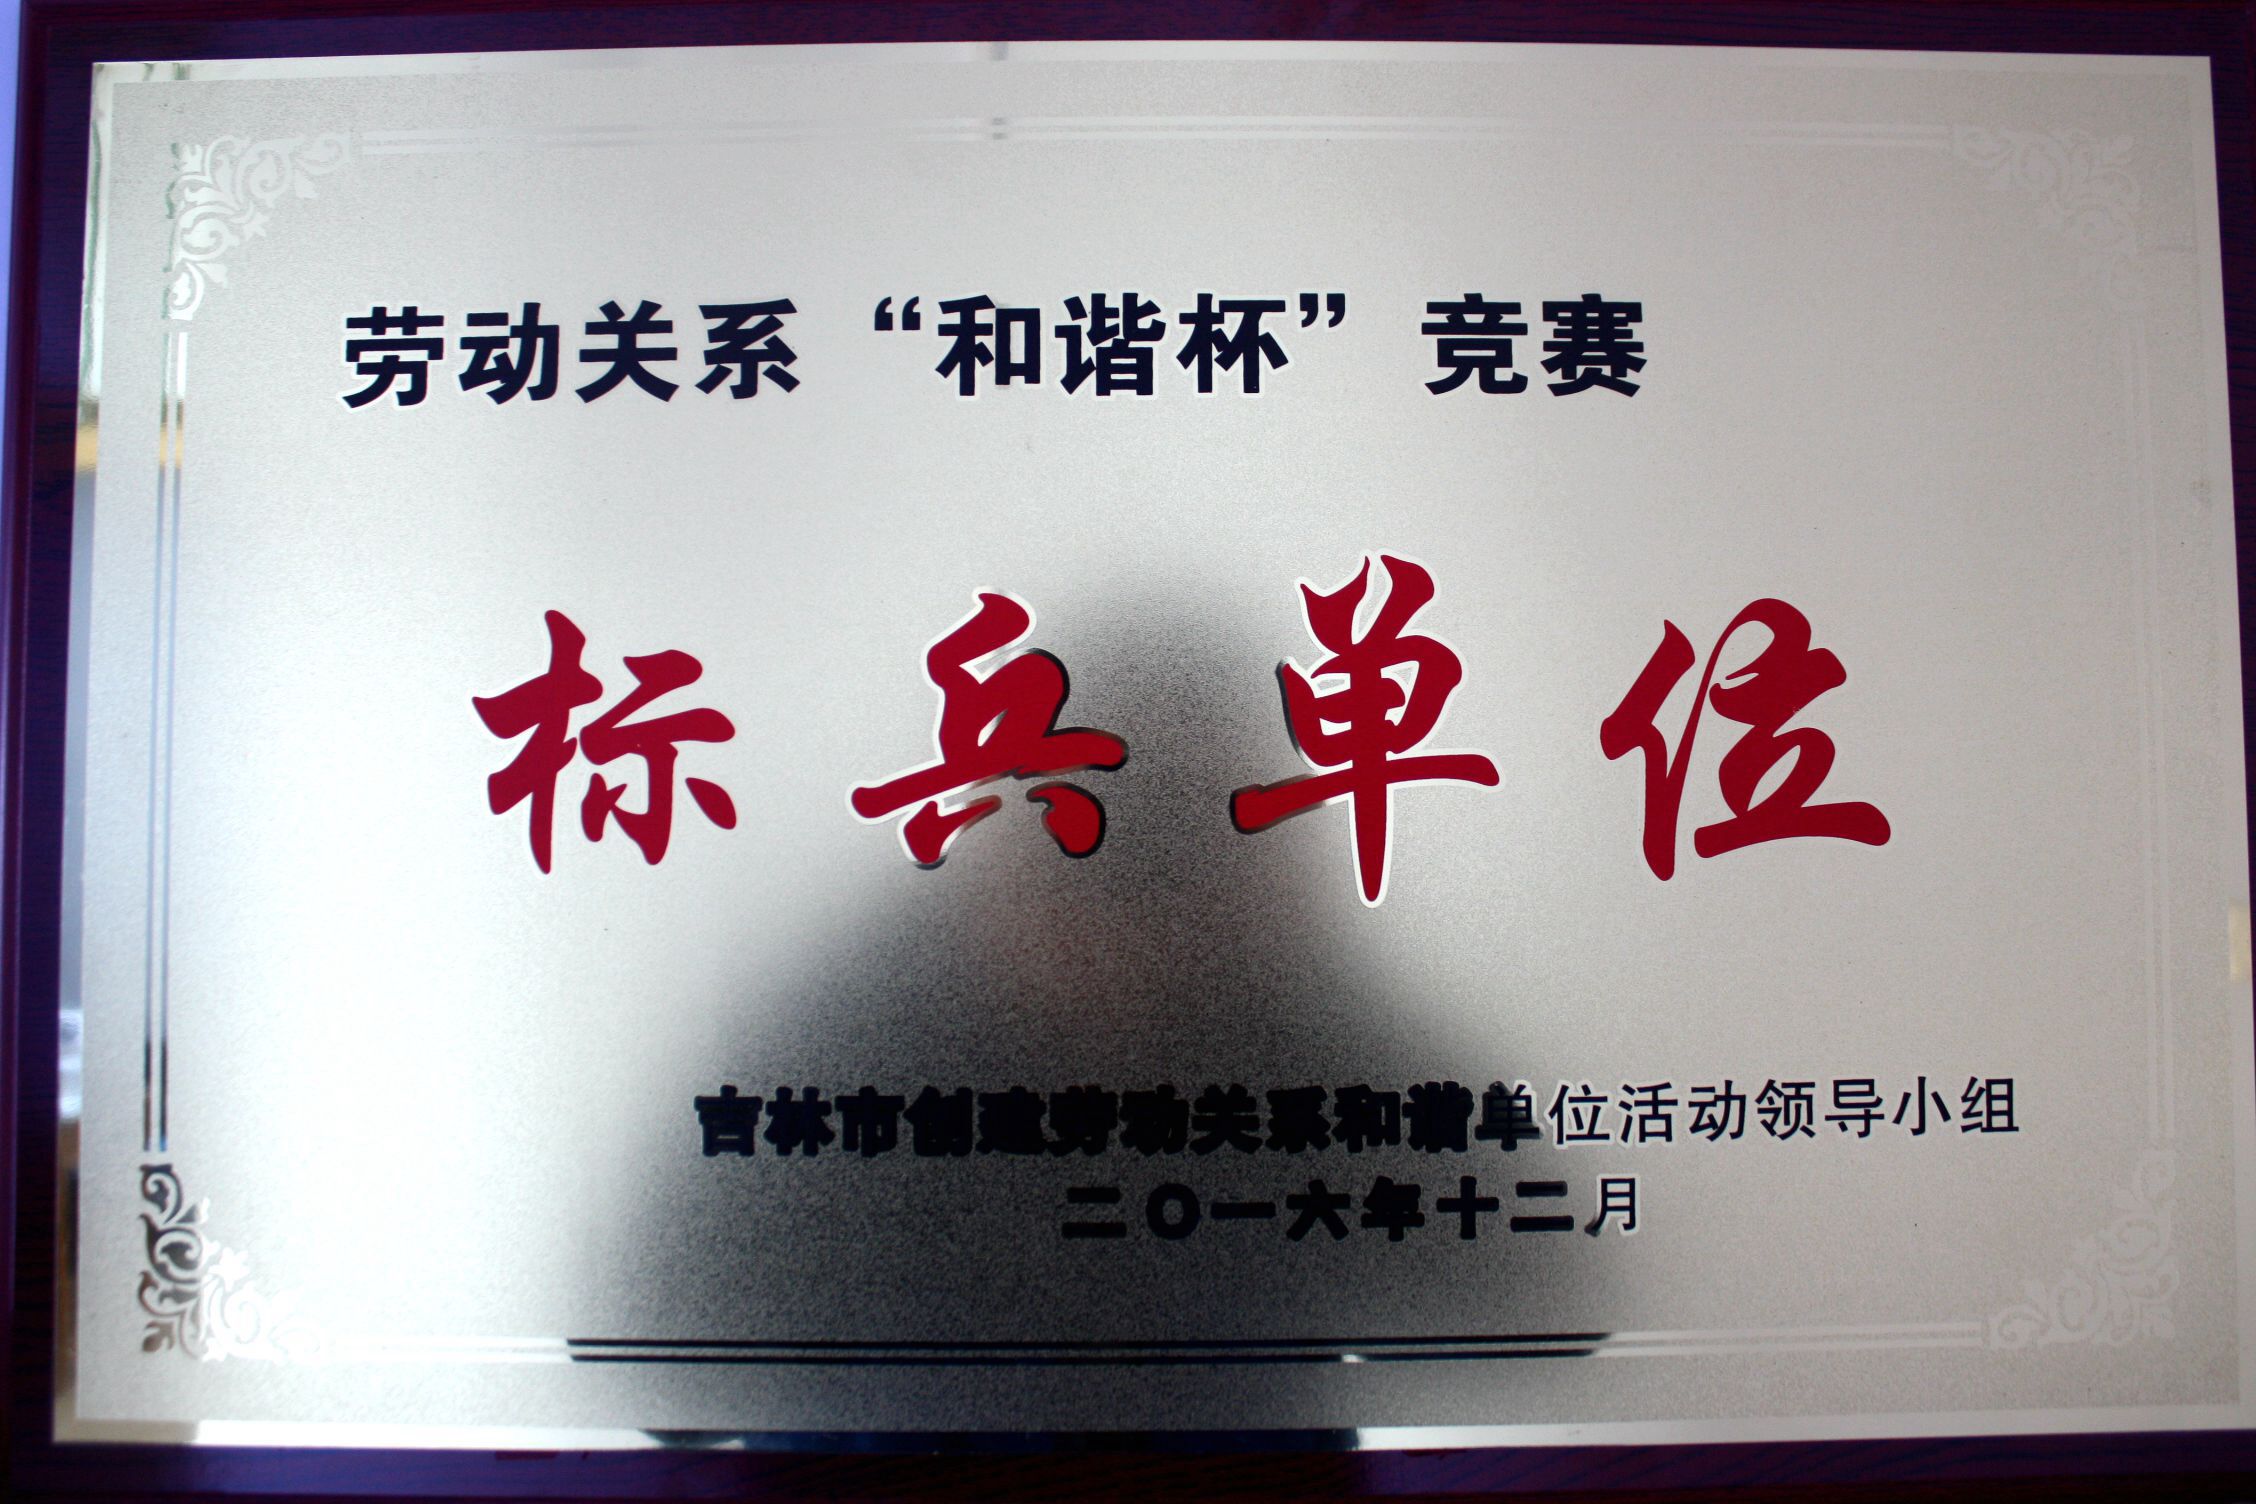 劳动关系“和谐杯”竞赛
标兵单位
吉林市创建劳动关系和谐单位活动领导小组
二〇一六年十二月